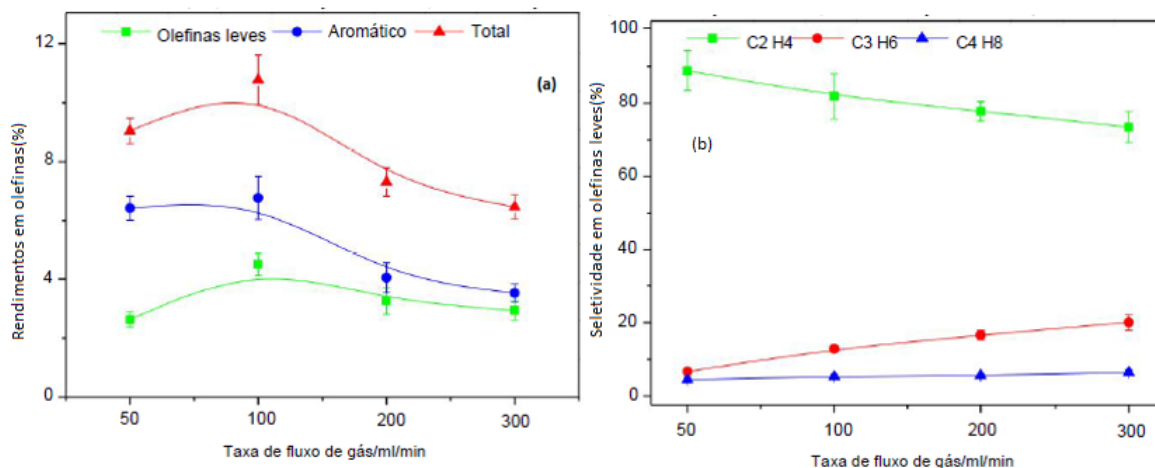 Olefinas leves Aromático Total
(a)
12
8
4
0
Rendimentos em olefinas(%)
50 100 200 300
Taxa de fluxo de gás/ml/min
C2 H4 C3 H6 C4 H8
(b)
100
80
60
40
20
0
Seletividade em olefinas leves(%)
50 100 200 300
Taxa de fluxo de gás/ml/min